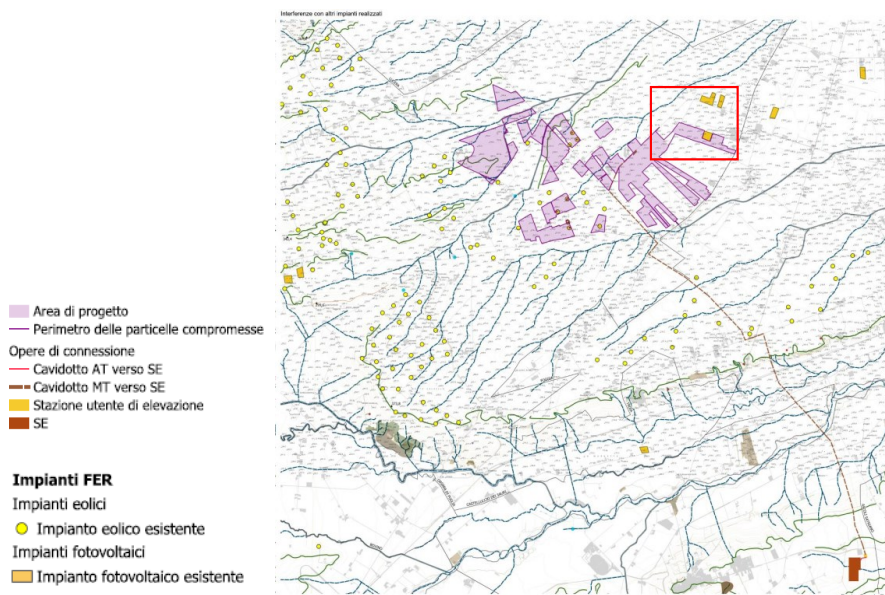 Interferenze con altri impianti realizzati
Area di progetto
Perimetro delle particelle compromesse
Opere di connessione
Cavidotto AT verso SE
Cavidotto MT verso SE
Stazione utente di elevazione
SE
Impianti FER
Impianti eolici
Impianto eolico esistente
Impianti fotovoltaici
Impianto fotovoltaico esistente